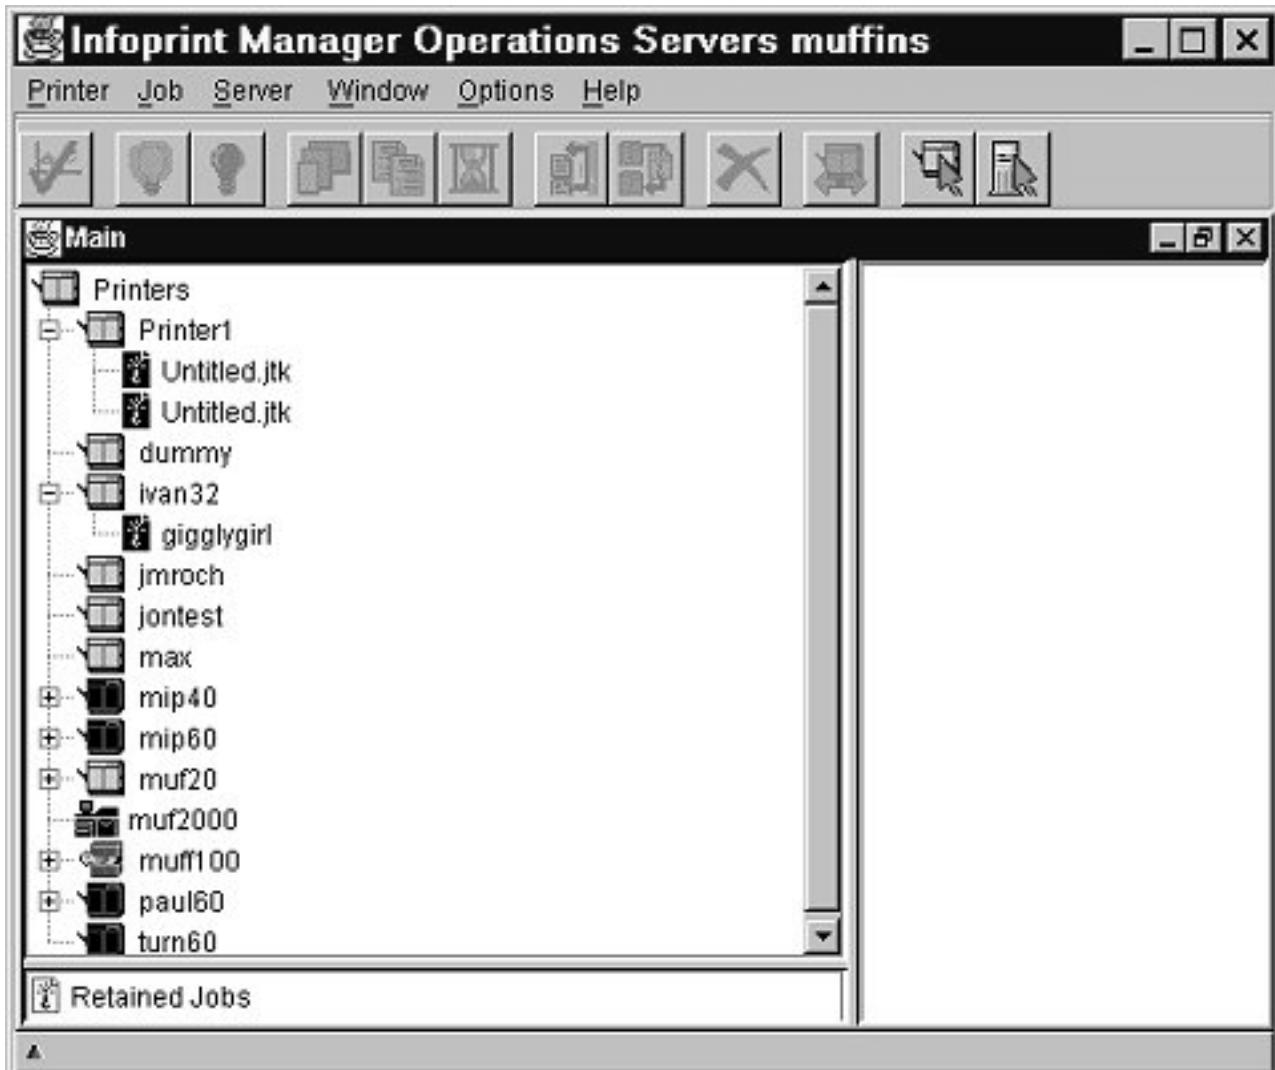 Infoprint Manager Operations Servers muffins
Printer Job Server Window Options Help
Main
Printers
Printer1
Untitled.jtk
Untitled.jtk
dummy
ivan32
gigglygirl
jmroch
jontest
max
mip40
mip60
muf20
muf2000
muff100
paul60
turn60
Retained Jobs